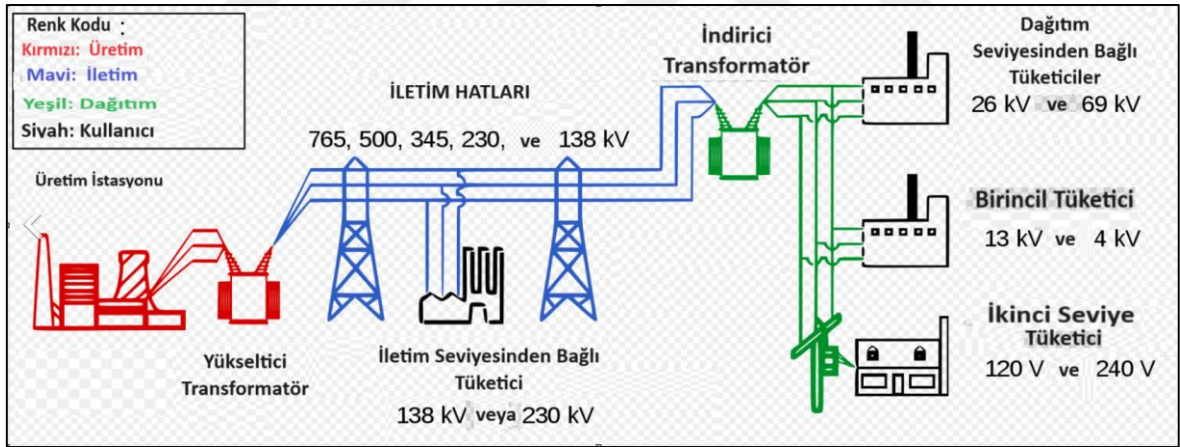 Renk Kodu :
Kırmızı: Üretim
Mavi: İletim
Yeşil: Dağıtım
Siyah: Kullanıcı
Üretim İstasyonu
Yükseltici
Transformatör
İLETİM HATLARI
765, 500, 345, 230, ve 138 kV
İletim Seviyesinden Bağlı
Tüketici
138 kV veya 230 kV
İndirici
Transformatör
Dağıtım
Seviyesinden Bağlı
Tüketiciler
26 kV ve 69 kV
Birincil Tüketici
13 kV ve 4 kV
İkinci Seviye
Tüketici
120 V ve 240 V